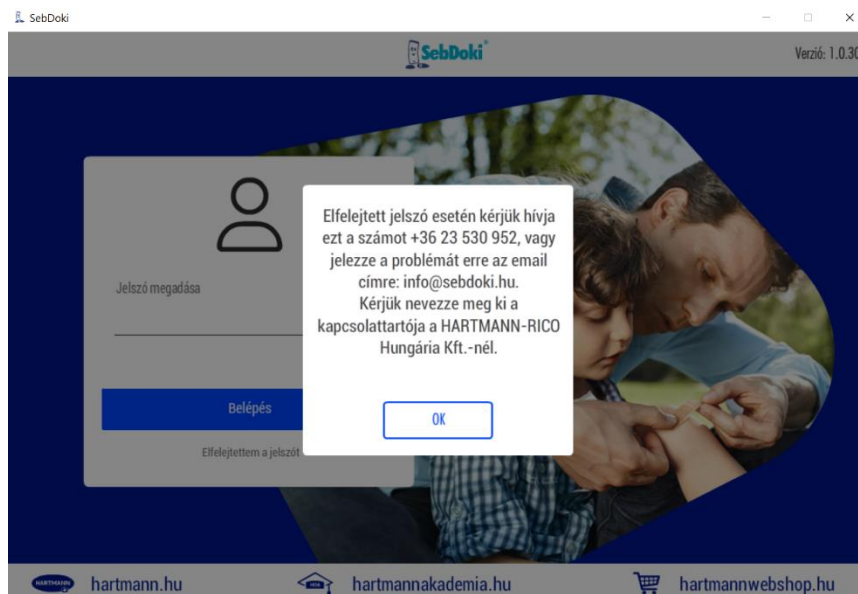 SebDoki
SebDoki
Verzió: 1.0.30
Elfelejtett jelszó esetén kérjük hívja
ezt a számot +36 23 530 952, vagy
jelezze a problémát erre az email
címre: info@sebdoki.hu.
Kérjük nevezze meg ki a
kapcsolattartója a HARTMANN-RICO
Hungária Kft.-nél.
OK
Jelszó megadása
Belépés
Elfelejtettem a jelszót
HARTMANN
hartmann.hu
hartmannakademia.hu
hartmannwebshop.hu